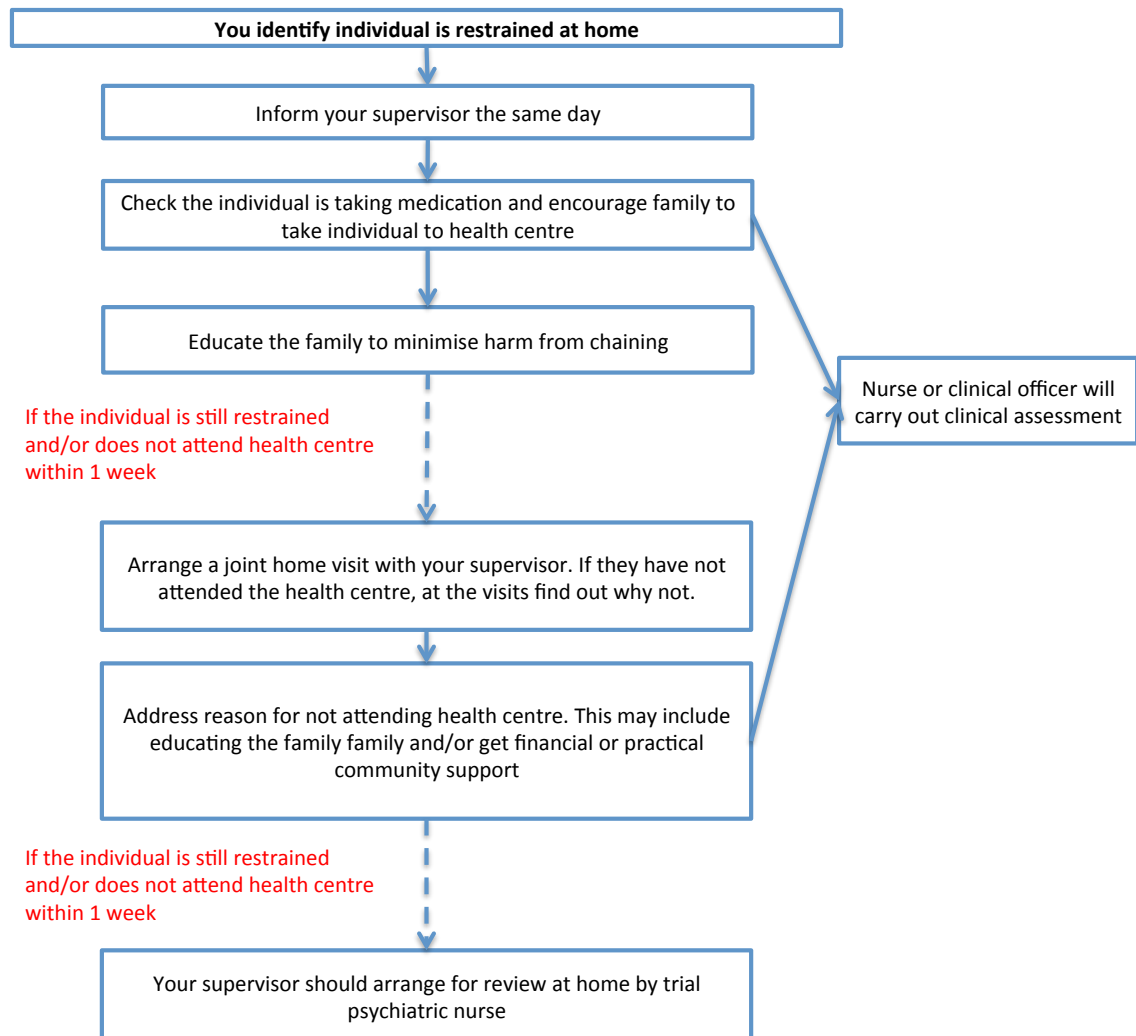 You identify individual is restrained at home
Inform your supervisor the same day
Check the individual is taking medication and encourage family to
take individual to health centre
Educate the family to minimise harm from chaining
Nurse or clinical officer will
carry out clinical assessment
If the individual is still restrained
and/or does not attend health centre
within 1 week
Arrange a joint home visit with your supervisor. If they have not
attended the health centre, at the visits find out why not.
Address reason for not attending health centre. This may include
educating the family family and/or get financial or practical
community support
If the individual is still restrained
and/or does not attend health centre
within 1 week
Your supervisor should arrange for review at home by trial
psychiatric nurse